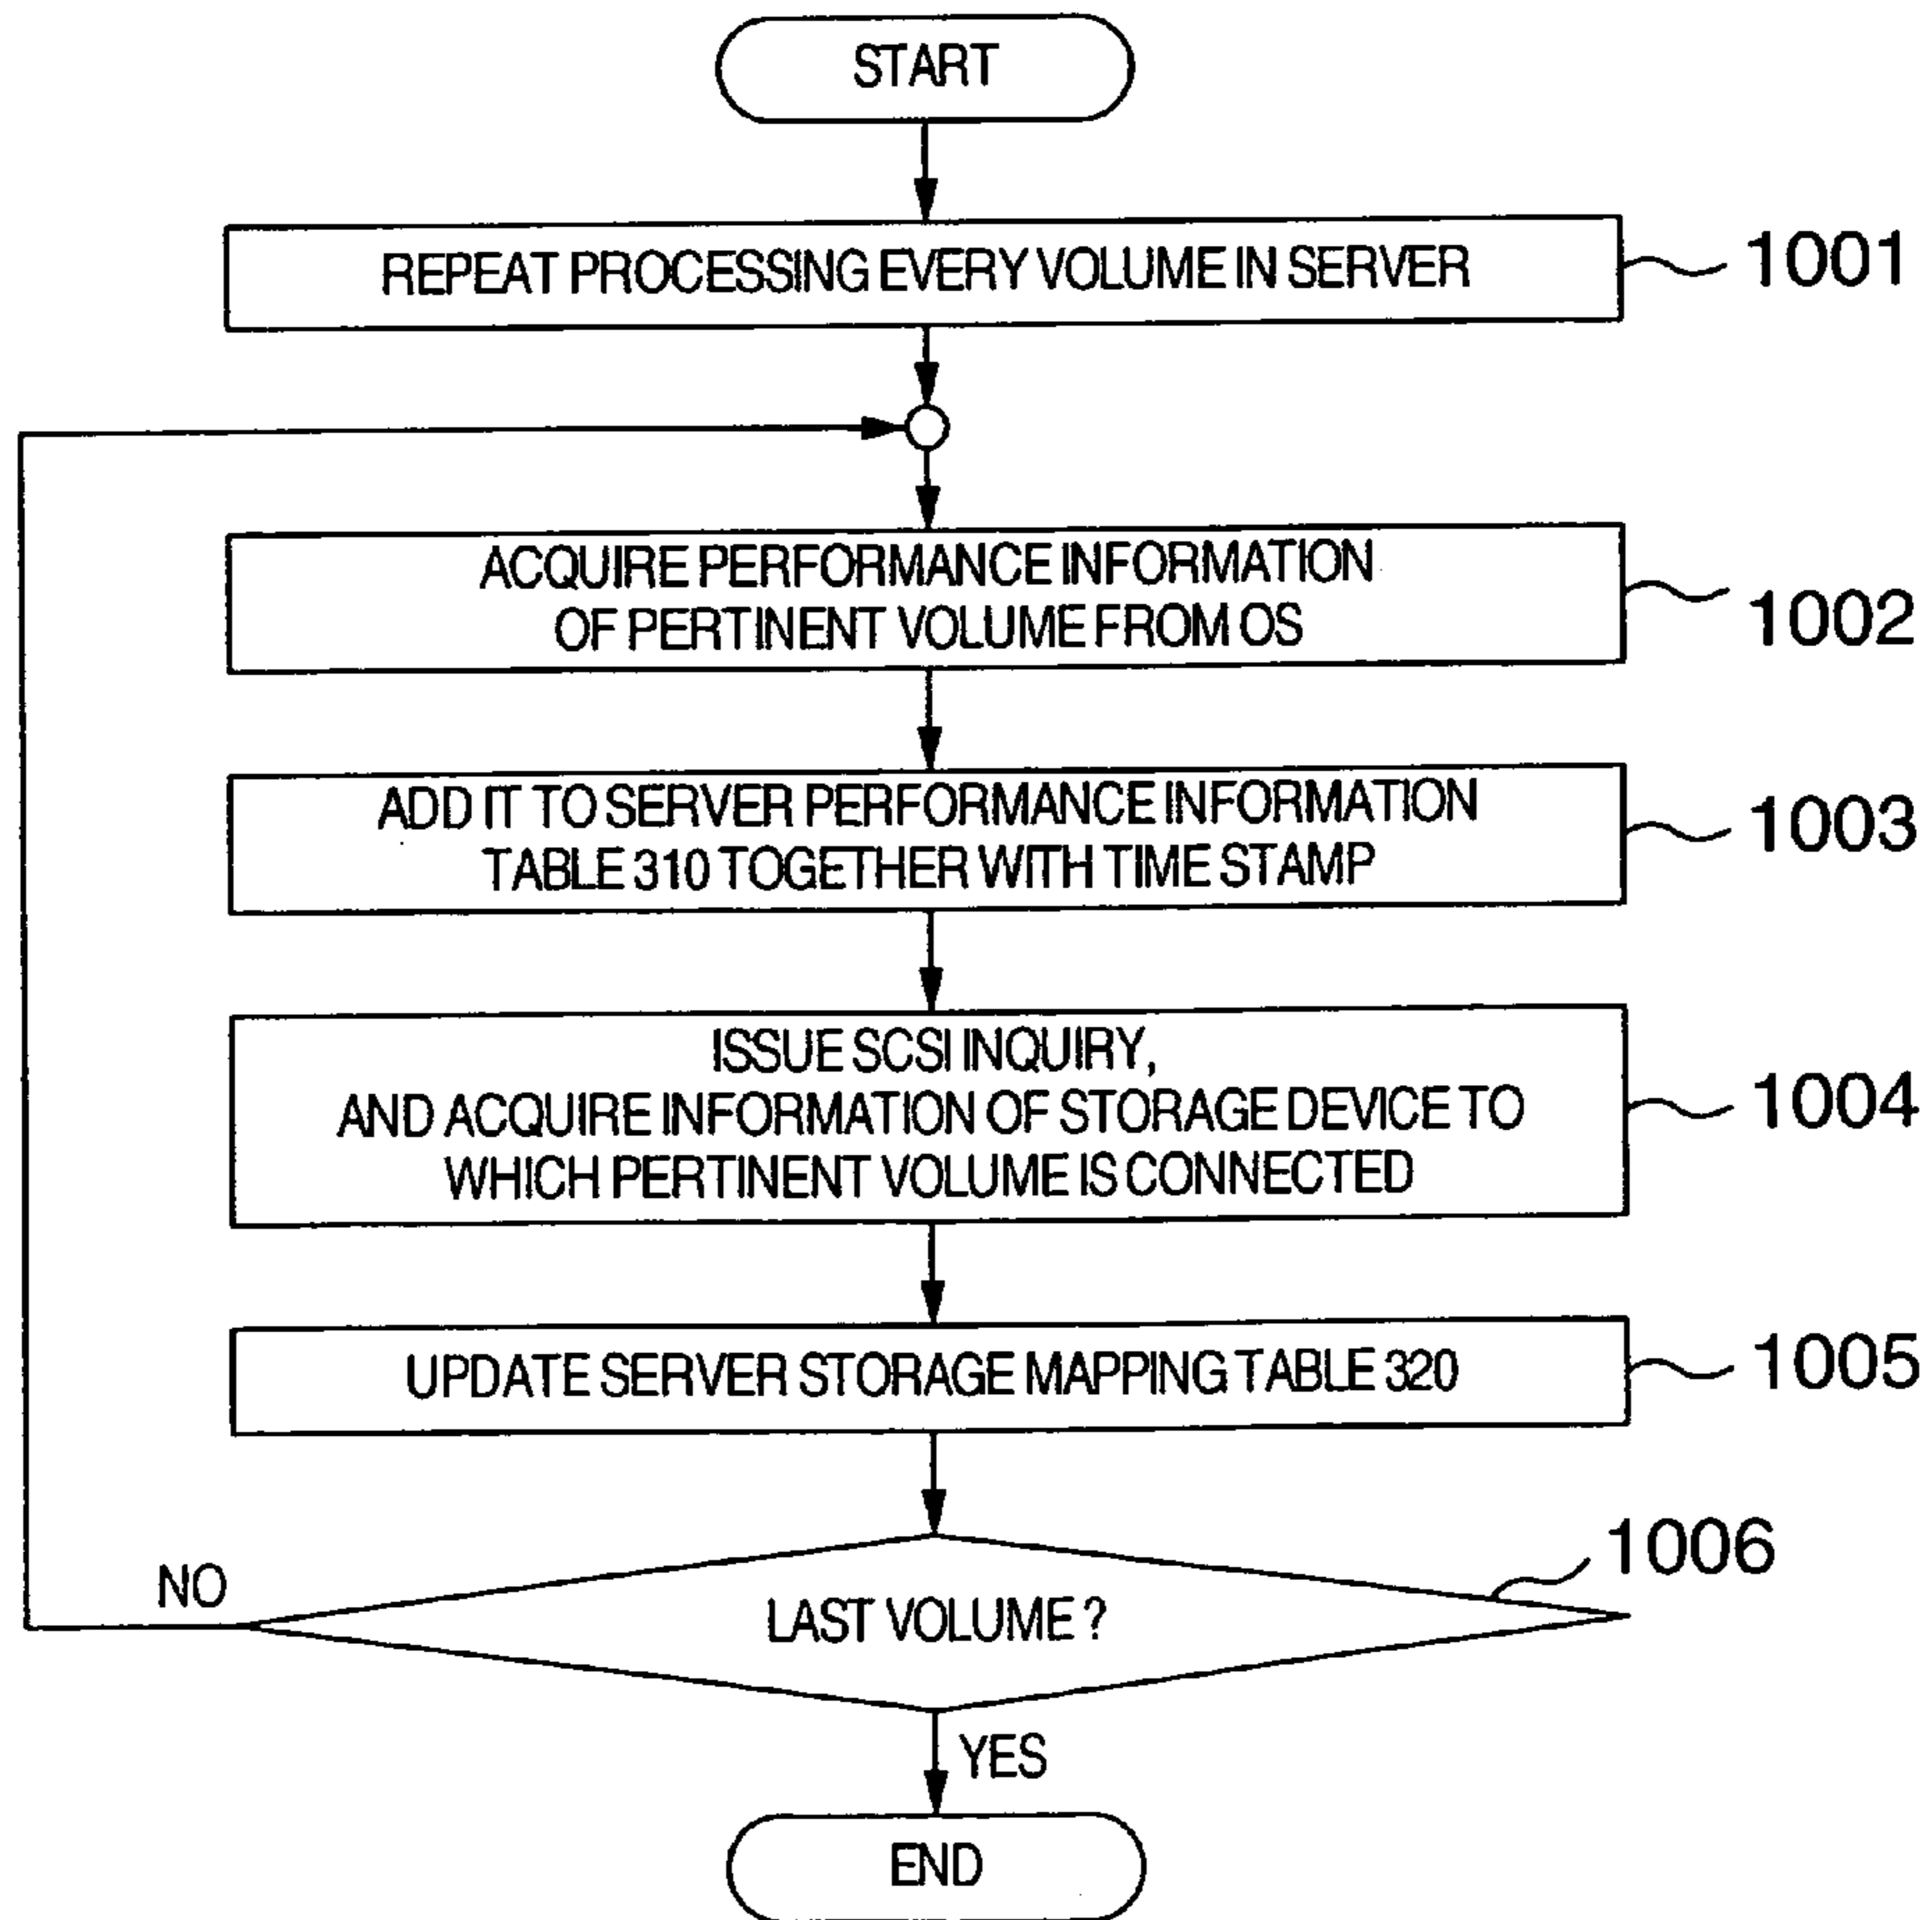 START
REPEAT PROCESSING EVERY VOLUME IN SERVER
1001
ACQUIRE PERFORMANCE INFORMATION
OF PERTINENT VOLUME FROM OS
1002
ADD IT TO SERVER PERFORMANCE INFORMATION
TABLE 310 TOGETHER WITH TIME STAMP
1003
ISSUE SCSI INQUIRY,
AND ACQUIRE INFORMATION OF STORAGE DEVICE TO
WHICH PERTINENT VOLUME IS CONNECTED
1004
UPDATE SERVER STORAGE MAPPING TABLE 320
1005
1006
NO
LAST VOLUME ?
YES
END